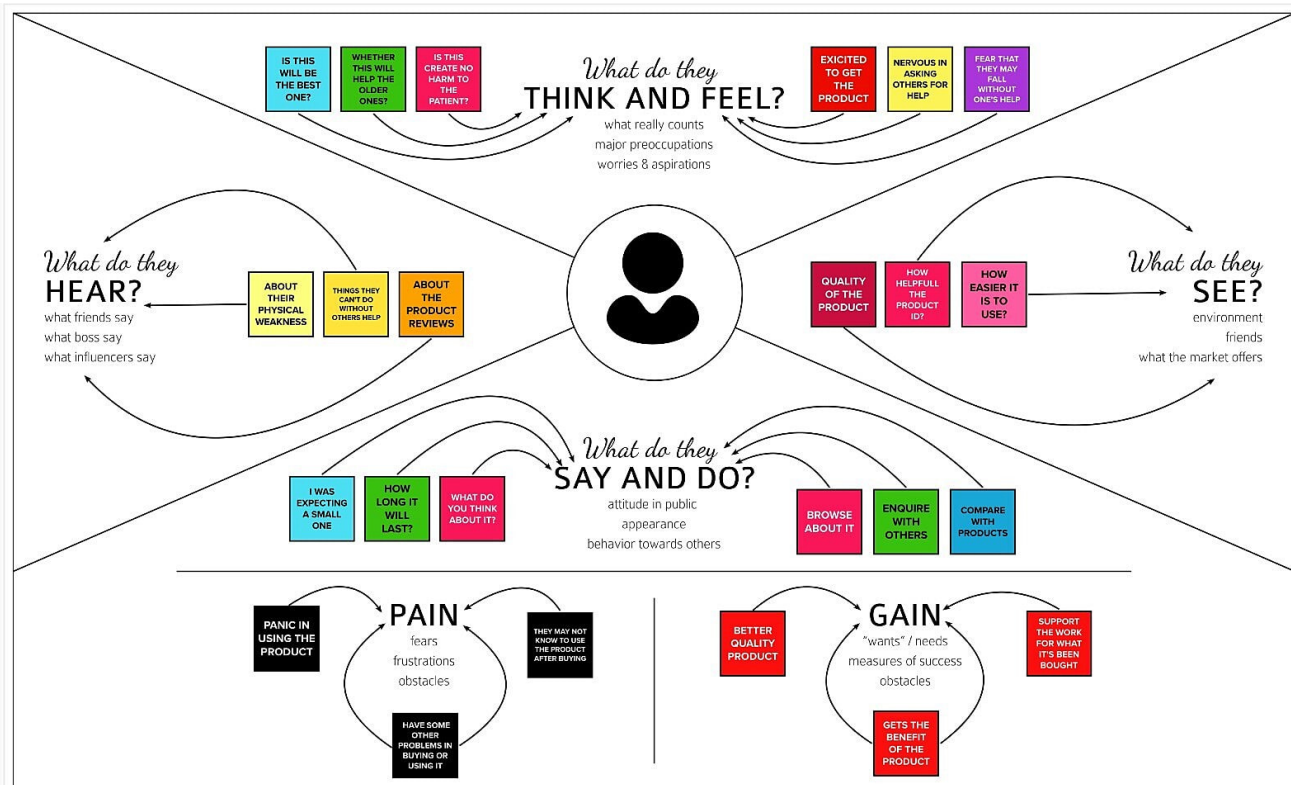 IS THIS
WILL BE
THE BEST
ONE?
WHETHER
THIS WILL
HELP THE
OLDER
ONES?
IS THIS
CREATE NO
HARM TO
THE
PATIENT?
What do they
THINK AND FEEL?
what really counts
major preoccupations
worries & aspirations
EXICITED
TO GET
THE
PRODUCT
NERVOUS IN
ASKING
OTHERS FOR
HELP
FEAR THAT
THEY MAY
FALL
WITHOUT
ONE'S HELP
What do they
HEAR?
what friends say
what boss say
what influencers say
ABOUT
THEIR
PHYSICAL
WEAKNESS
THINGS THEY
CAN'T DO
WITHOUT
OTHERS HELP
ABOUT
THE
PRODUCT
REVIEWS
QUALITY
OF THE
PRODUCT
HOW
HELPFULL
THE
PRODUCT
ID?
HOW
EASIER IT
IS TO
USE?
What do they
SEE?
environment
friends
what the market offers
I WAS
EXPECTING
A SMALL
ONE
HOW
LONG IT
WILL
LAST?
WHAT DO
YOU THINK
ABOUT IT?
What do they
SAY AND DO?
attitude in public
appearance
behavior towards others
BROWSE
ABOUT IT
ENQUIRE
WITH
OTHERS
COMPARE
WITH
PRODUCTS
PANIC IN
USING THE
PRODUCT
PAIN
fears
frustrations
obstacles
THEY MAY NOT
KNOW TO USE
THE PRODUCT
AFTER BUYING
HAVE SOME
OTHER
PROBLEMS IN
BUYING OR
USING IT
BETTER
QUALITY
PRODUCT
GAIN
"wants" / needs
measures of success
obstacles
SUPPORT
THE WORK
FOR WHAT
IT'S BEEN
BOUGHT
GETS THE
BENEFIT
OF THE
PRODUCT